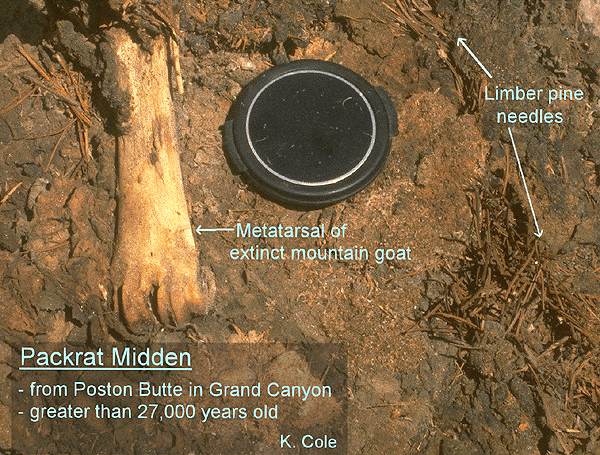 Limber pine
needles
Metatarsal of
extinct mountain goat
Packrat Midden
- from Poston Butte in Grand Canyon
- greater than 27,000 years old
K. Cole